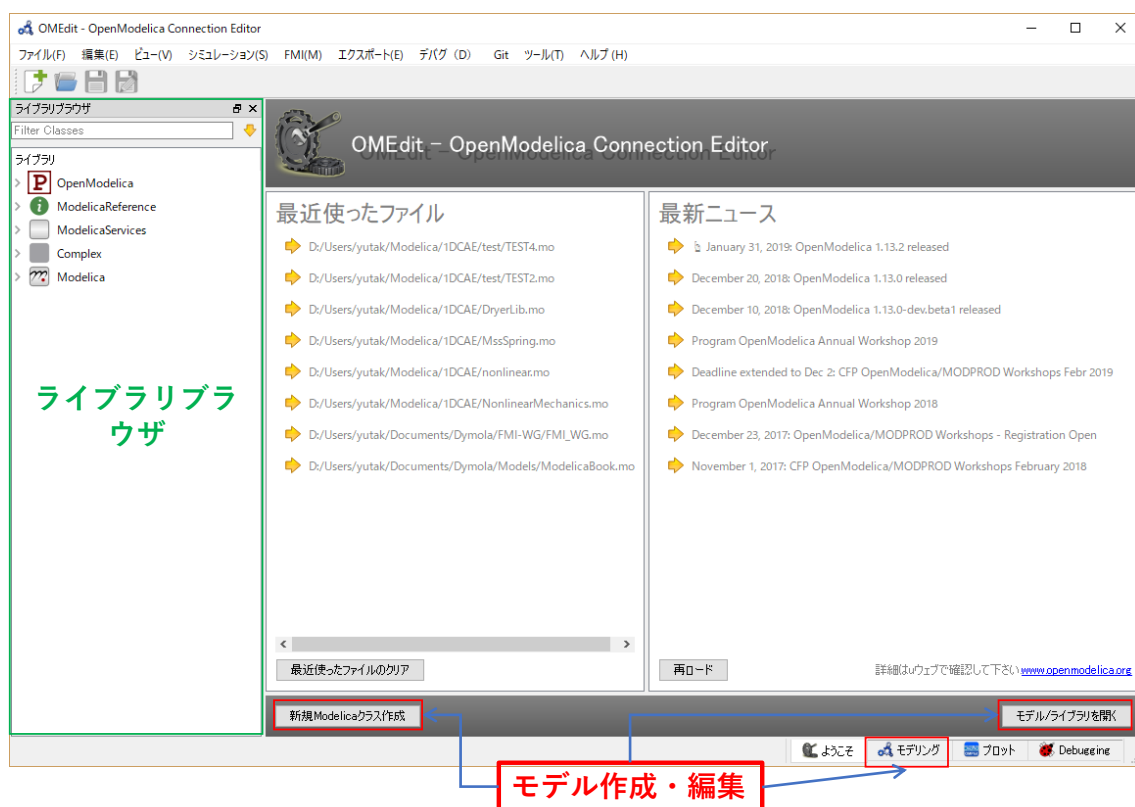 OMEdit - OpenModelica Connection Editor
ファイル(F) 編集(E) ビュー(V) シミュレーション(S) FMI(M) エクスポート(E) デバグ (D) Git ツール(T) ヘルプ (H)
ライブラリブラウザ
Filter Classes
ライブラリ
P OpenModelica
i ModelicaReference
ModelicaServices
Complex
Modelica
ライブラリブラ
ウザ
OMEdit - OpenModelica Connection Editor
最近使ったファイル
D:/Users/yutak/Modelica/1DCAE/test/TEST4.mo
D:/Users/yutak/Modelica/1DCAE/test/TEST2.mo
D:/Users/yutak/Modelica/1DCAE/DryerLib.mo
D:/Users/yutak/Modelica/1DCAE/MssSpring.mo
D:/Users/yutak/Modelica/1DCAE/nonlinear.mo
D:/Users/yutak/Modelica/1DCAE/NonlinearMechanics.mo
D:/Users/yutak/Documents/Dymola/FMI-WG/FMI_WG.mo
D:/Users/yutak/Documents/Dymola/Models/ModelicaBook.mo
最近使ったファイルのクリア
最新ニュース
January 31, 2019: OpenModelica 1.13.2 released
December 20, 2018: OpenModelica 1.13.0 released
December 10, 2018: OpenModelica 1.13.0-dev.beta1 released
Program OpenModelica Annual Workshop 2019
Deadline extended to Dec 2: CFP OpenModelica/MODPROD Workshops Febr 2019
Program OpenModelica Annual Workshop 2018
December 23, 2017: OpenModelica/MODPROD Workshops - Registration Open
November 1, 2017: CFP OpenModelica/MODPROD Workshops February 2018
再ロード
詳細はuウェブで確認して下さい www.openmodelica.org
新規Modelicaクラス作成
モデル/ライブラリを開く
ようこそ モデリング プロット Debugging
モデル作成・編集